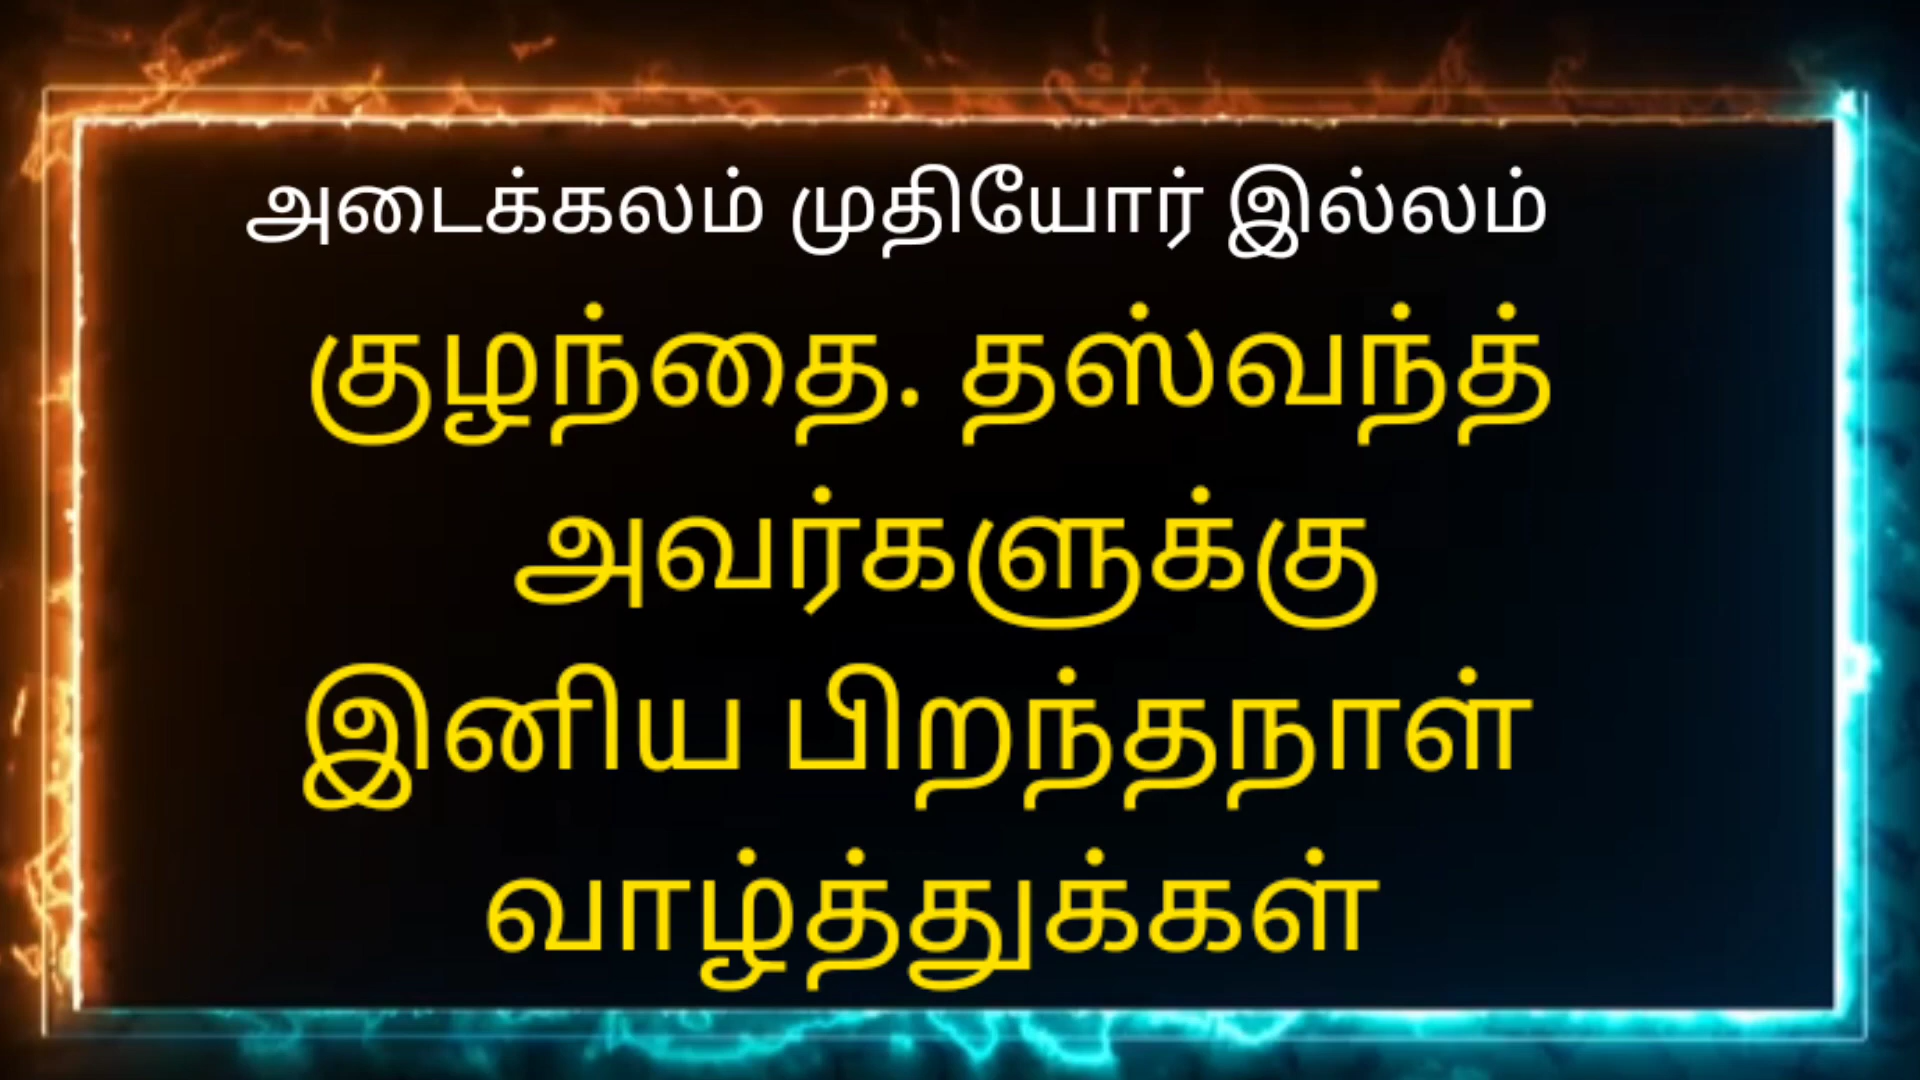 அடைக்கலம் முதியோர் இல்லம்
குழந்தை. தஸ்வந்த்
அவர்களுக்கு
இனிய பிறந்தநாள்
வாழ்த்துக்கள்